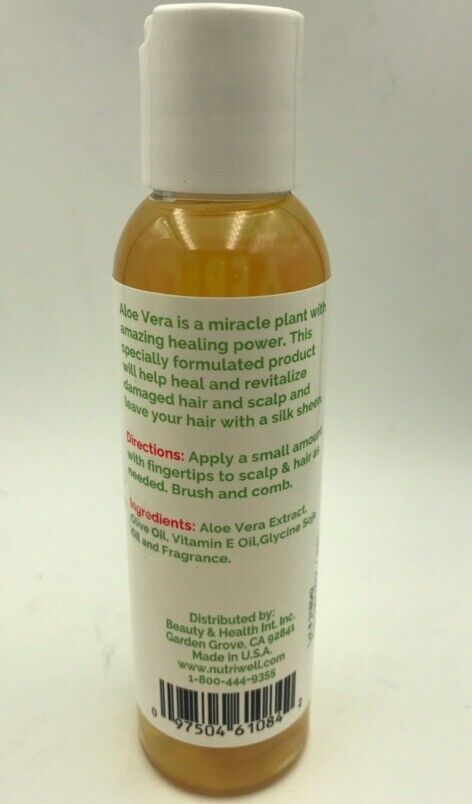 Aloe Vera is a miracle plant with
amazing healing power. This
specially formulated product
will help heal and revitalize
damaged hair and scalp and
leave your hair with a silk sheen.
Directions: Apply a small amount
with fingertips to scalp & hair as
needed. Brush and comb.
Ingredients: Aloe Vera Extract,
Olive Oil, Vitamin E Oil,Glycine Soja
Oil and Fragrance.
Distributed by:
Beauty & Health Int. Inc.
Garden Grove, CA 92841
Made in U.S.A.
www.nutriwell.com
1-800-444-9355
0 97504 61084 2